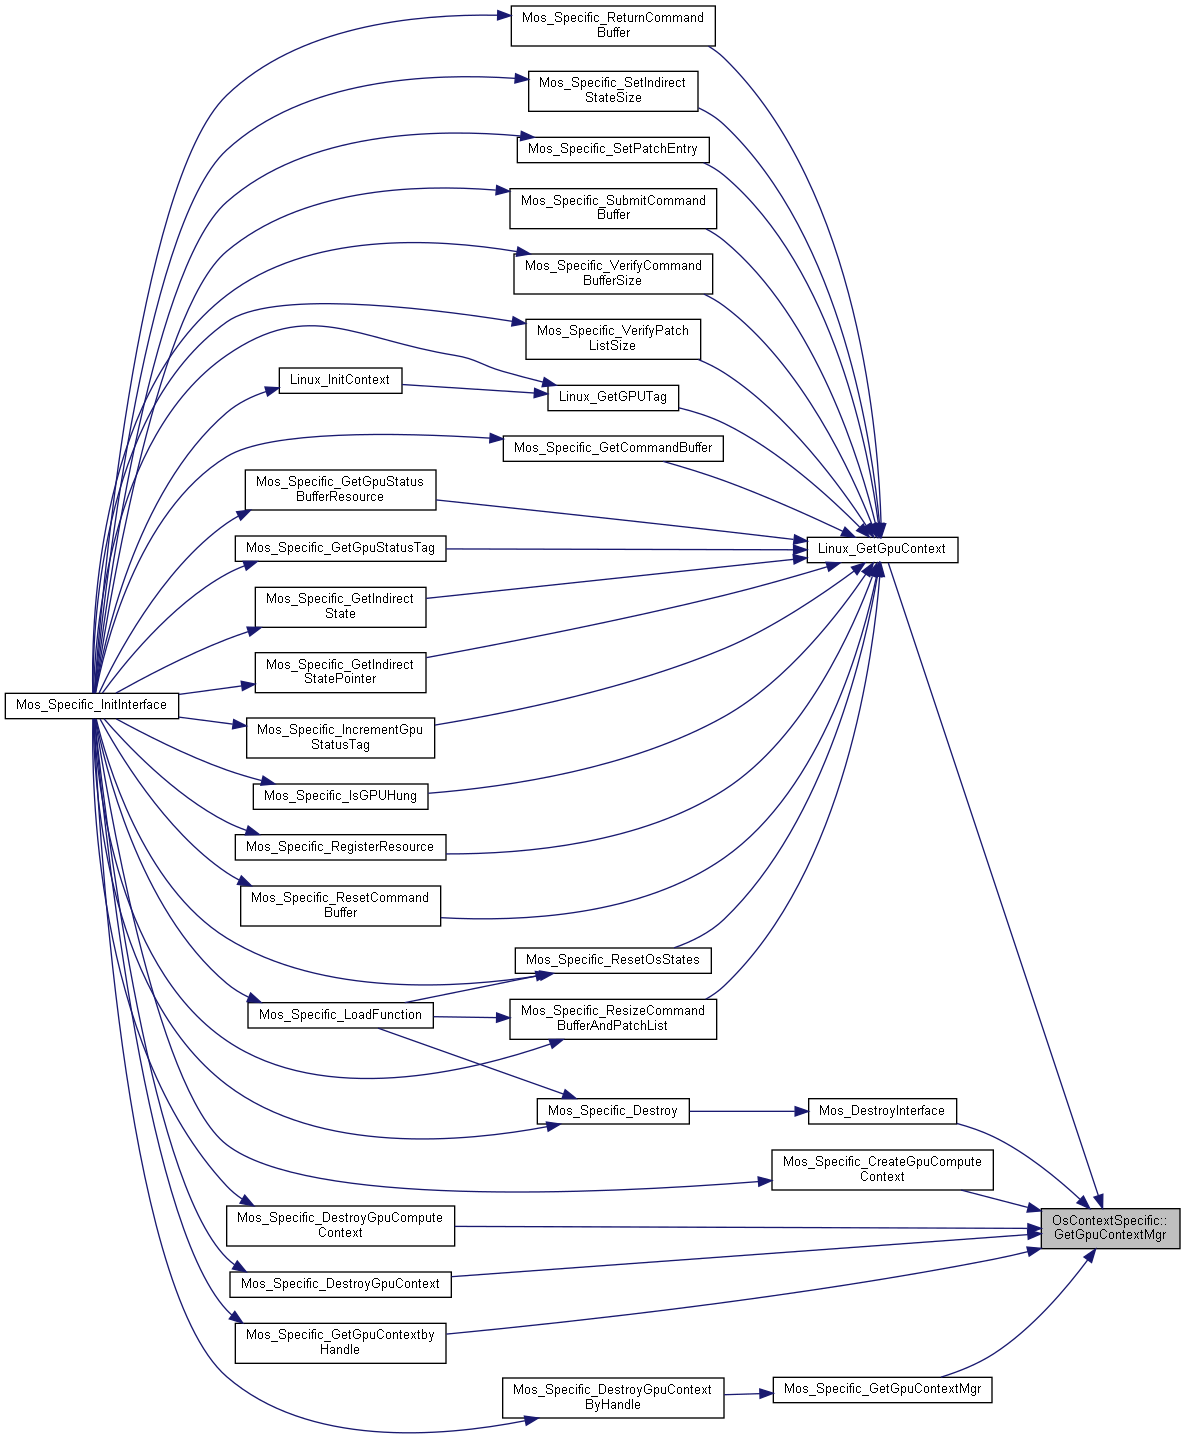 Mos_Specific_ReturnCommand
Buffer
Mos_Specific_SetIndirect
StateSize
Mos_Specific_SetPatchEntry
Mos_Specific_SubmitCommand
Buffer
Mos_Specific_VerifyCommand
BufferSize
Mos_Specific_VerifyPatch
ListSize
Linux_InitContext
Linux_GetGPUTag
Mos_Specific_GetCommandBuffer
Mos_Specific_GetGpuStatus
BufferResource
Mos_Specific_GetGpuStatusTag
Linux_GetGpuContext
Mos_Specific_GetIndirect
State
Mos_Specific_GetIndirect
StatePointer
Mos_Specific_InitInterface
Mos_Specific_IncrementGpu
StatusTag
Mos_Specific_IsGPUHung
Mos_Specific_RegisterResource
Mos_Specific_ResetCommand
Buffer
Mos_Specific_ResetOsStates
Mos_Specific_LoadFunction
Mos_Specific_ResizeCommand
BufferAndPatchList
Mos_Specific_Destroy
Mos_DestroyInterface
Mos_Specific_CreateGpuCompute
Context
Mos_Specific_DestroyGpuCompute
Context
OsContextSpecific::
GetGpuContextMgr
Mos_Specific_DestroyGpuContext
Mos_Specific_GetGpuContextby
Handle
Mos_Specific_DestroyGpuContext
ByHandle
Mos_Specific_GetGpuContextMgr